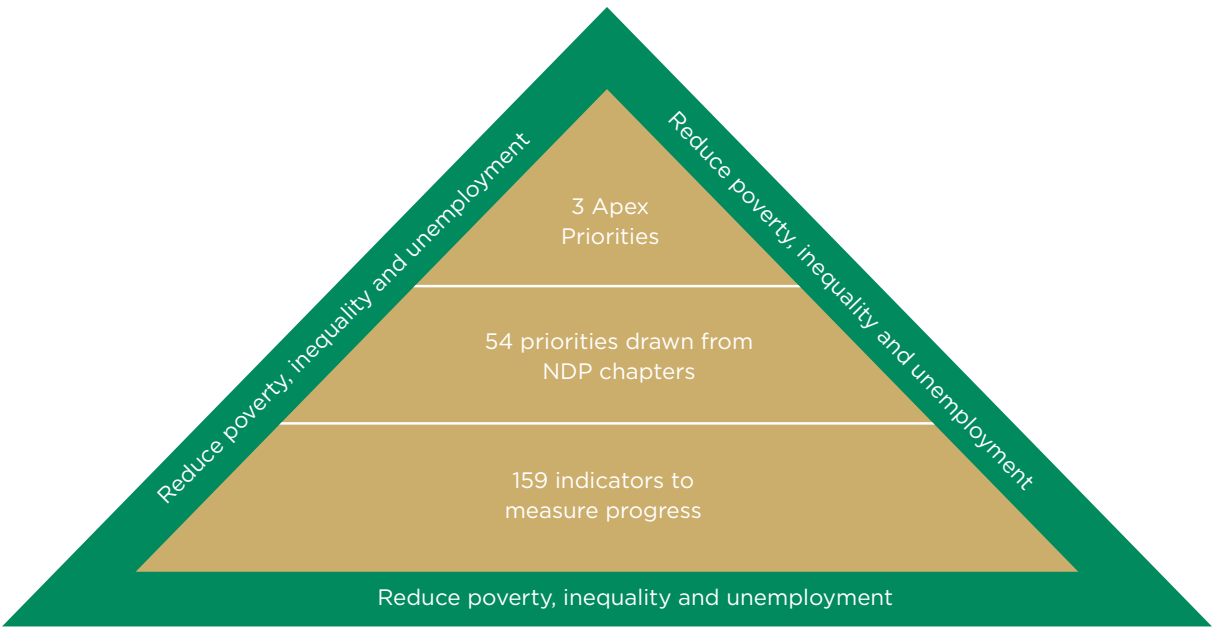 Reduce poverty, inequality and unemployment
Reduce poverty, inequality and unemployment
3 Apex
Priorities
54 priorities drawn from
NDP chapters
159 indicators to
measure progress
Reduce poverty, inequality and unemployment